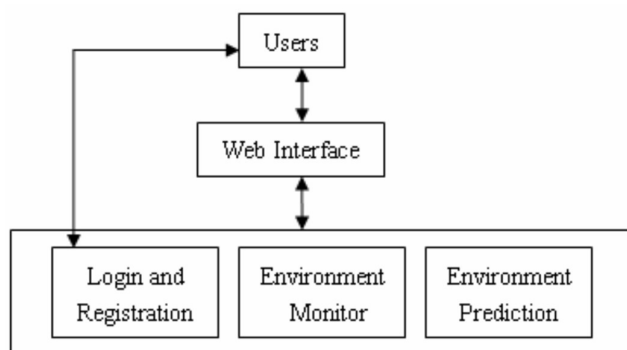 Users
Web Interface
Login and
Registration
Environment
Monitor
Environment
Prediction